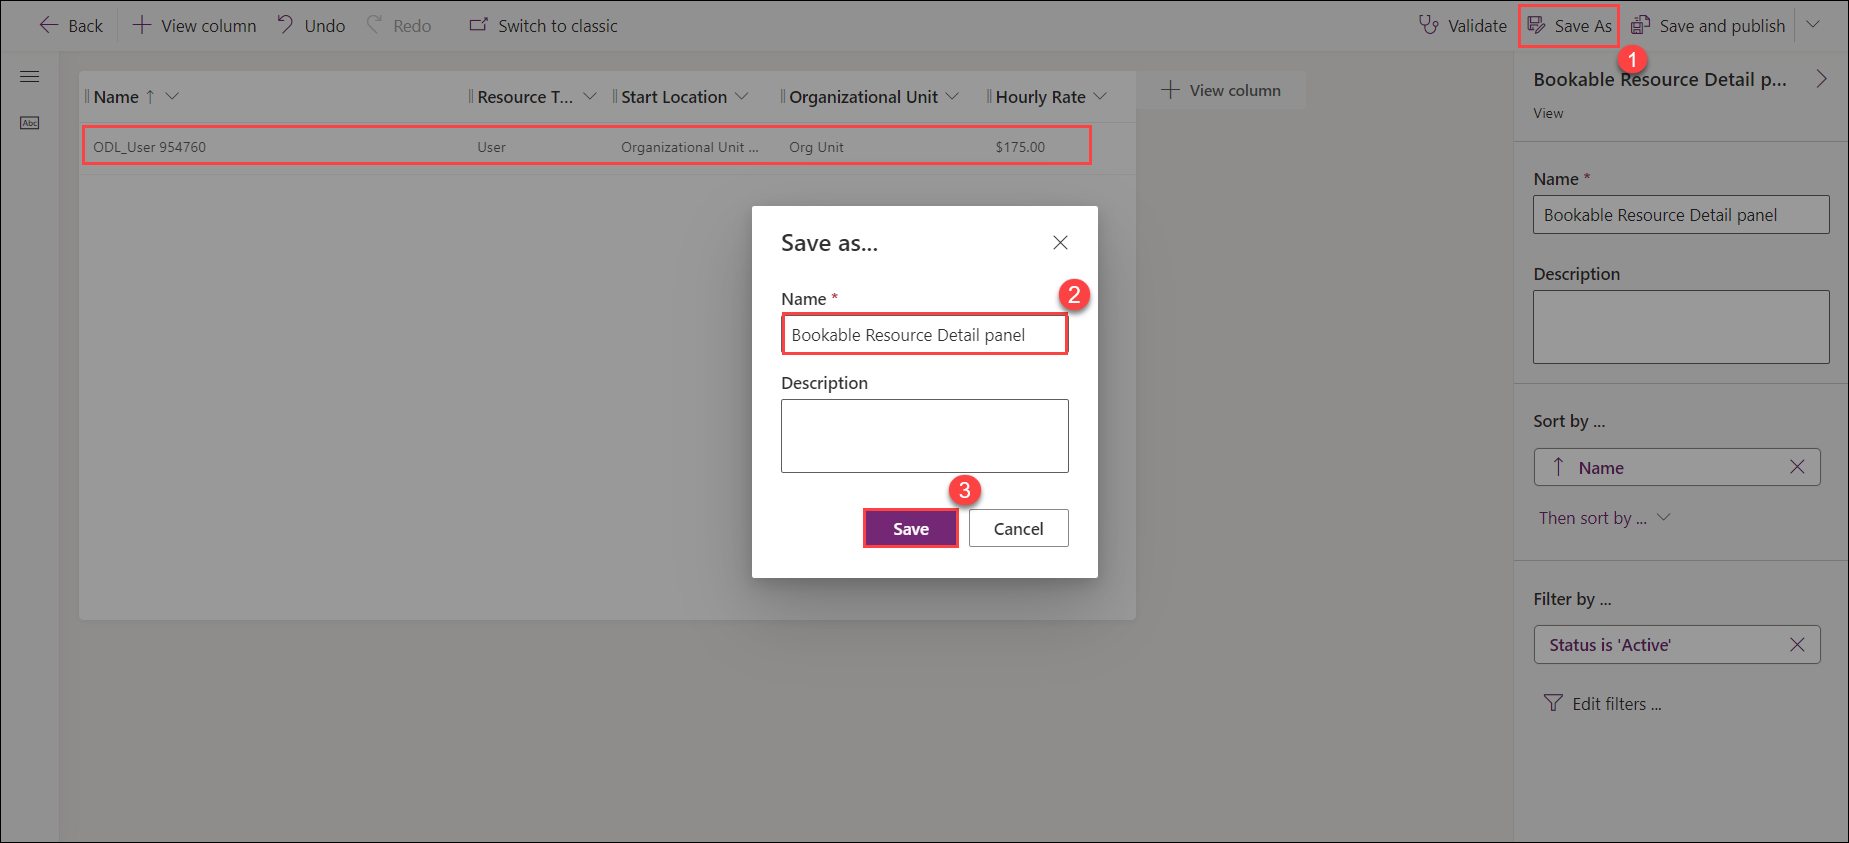 Back View column Undo Redo Switch to classic Validate Save As Save and publish
1
Name Resource T... Start Location Organizational Unit Hourly Rate View column
ODL_User 954760 User Organizational Unit ... Org Unit $175.00
Abc
Save as...
Name *
2
Bookable Resource Detail panel
Description
3
Save Cancel
Bookable Resource Detail p...
View
Name *
Bookable Resource Detail panel
Description
Sort by ...
Name
Then sort by ...
Filter by ...
Status is 'Active'
Edit filters ...